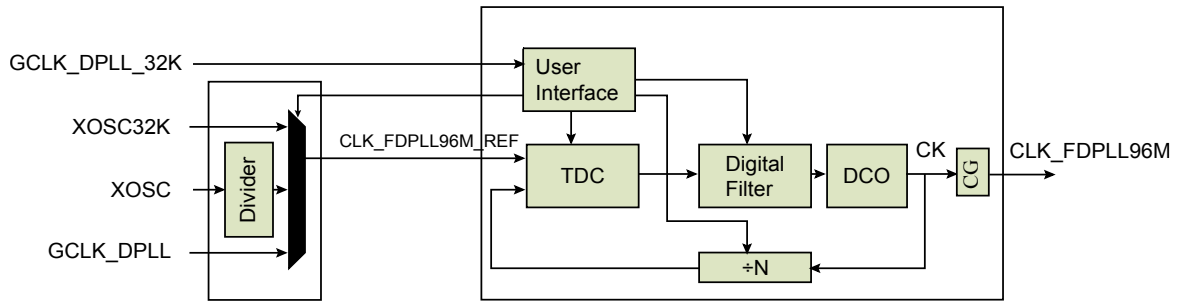 GCLK_DPLL_32K
User
Interface
XOSC32K
CLK_FDPLL96M_REF
CK
CLK_FDPLL96M
Divider
XOSC
TDC
Digital
Filter
DCO
CG
GCLK_DPLL
÷N